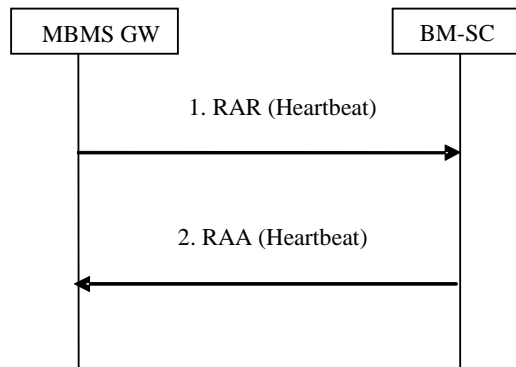 MBMS GW
BM-SC
1. RAR (Heartbeat)
2. RAA (Heartbeat)